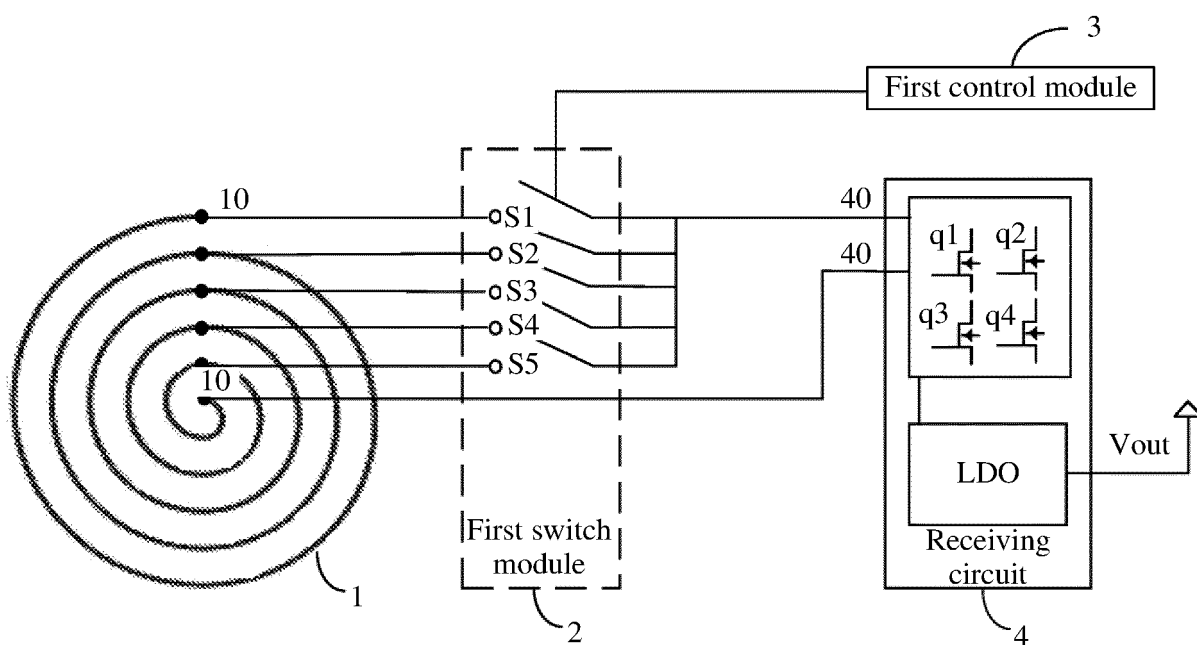 3
First control module
10
S1
40
q1
q2
S2
40
S3
q3
q4
S4
S5
10
Vout
LDO
First switch
module
Receiving
circuit
1
2
4